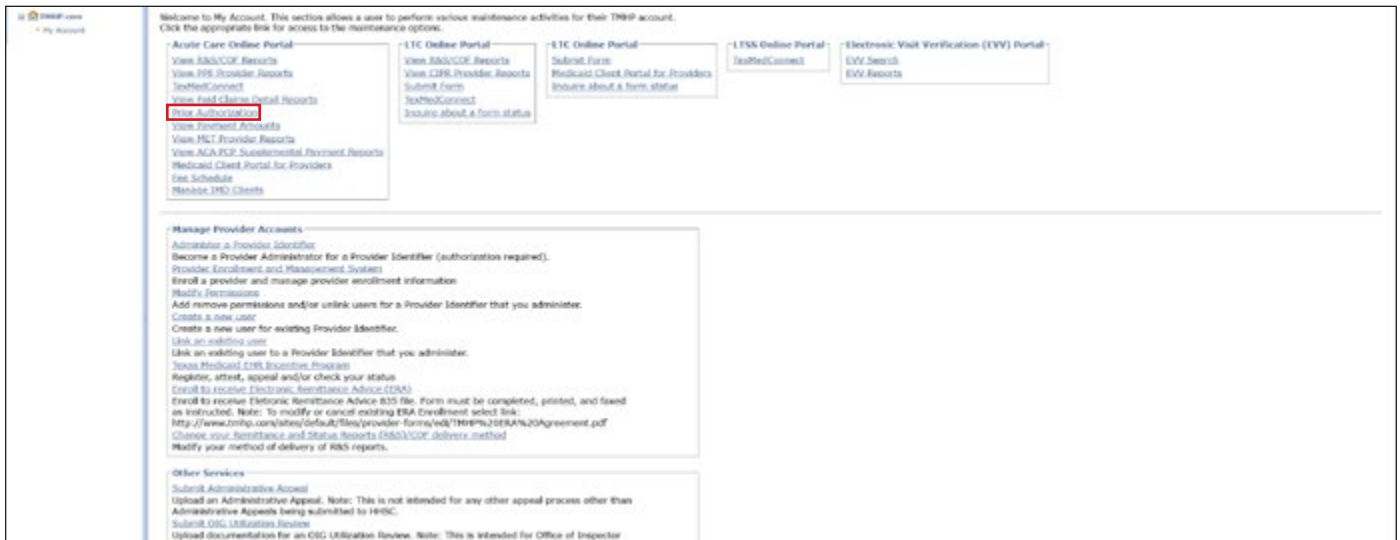 TMHP.com
My Account
Welcome to My Account. This section allows a user to perform various maintenance activities for their TMHP account.
Click the appropriate link for access to the maintenance options.
Acute Care Online Portal
View R&S/COF Reports
View PPR Provider Reports
TexMedConnect
View Paid Claims Detail Reports
Prior Authorization
View Payment Amounts
View MET Provider Reports
View ACA PCP Supplemental Payment Reports
Medicaid Client Portal for Providers
Fee Schedule
Manage IMD Clients
LTC Online Portal
View R&S/COF Reports
View CIPR Provider Reports
Submit Form
TexMedConnect
Inquire about a form status
LTC Online Portal
Submit Form
Medicaid Client Portal for Providers
Inquire about a form status
LTSS Online Portal
TexMedConnect
Electronic Visit Verification (EVV) Portal
EVV Search
EVV Reports
Manage Provider Accounts
Administer a Provider Identifier
Become a Provider Administrator for a Provider Identifier (authorization required).
Provider Enrollment and Management System
Enroll a provider and manage provider enrollment information
Modify Permissions
Add remove permissions and/or unlink users for a Provider Identifier that you administer.
Create a new user
Create a new user for existing Provider Identifier.
Link an existing user
Link an existing user to a Provider Identifier that you administer.
Texas Medicaid EHR Incentive Program
Register, attest, appeal and/or check your status
Enroll to receive Electronic Remittance Advice (ERA)
Enroll to receive Eletronic Remittance Advice 835 file. Form must be completed, printed, and faxed
as instructed. Note: To modify or cancel existing ERA Enrollment select link:
http://www.tmhp.com/sites/default/files/provider-forms/edi/TMHP%20ERA%20Agreement.pdf
Change your Remittance and Status Reports (R&S)/COF delivery method
Modify your method of delivery of R&S reports.
Other Services
Submit Administrative Appeal
Upload an Administrative Appeal. Note: This is not intended for any other appeal process other than
Administrative Appeals being submitted to HHSC.
Submit OIG Utilization Review
Upload documentation for an OIG Utilization Review. Note: This is intended for Office of Inspector